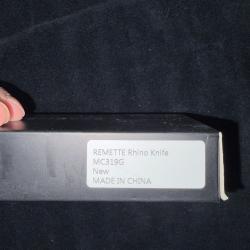 REMETTE Rhino Knife
MC319G
New
MADE IN CHINA